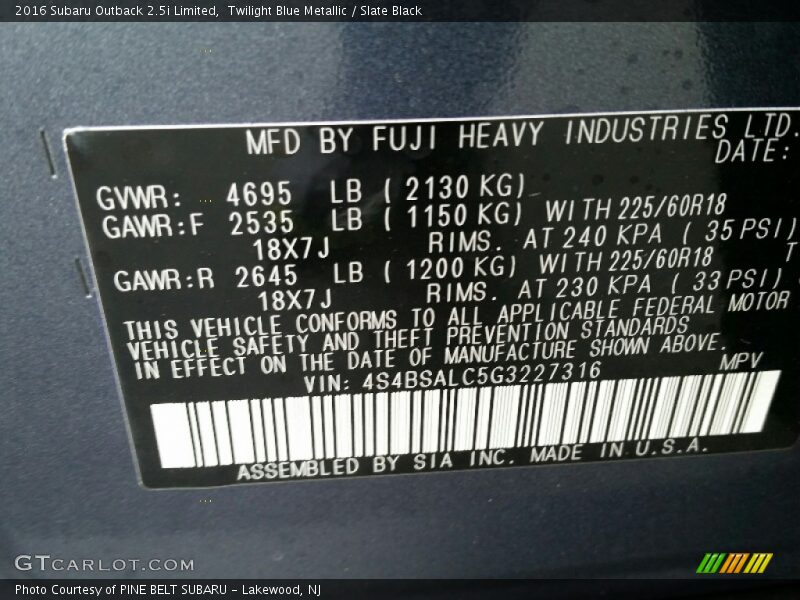 2016 Subaru Outback 2.5i Limited,  Twilight Blue Metallic / Slate Black
MFD BY FUJI HEAVY INDUSTRIES LTD.
DATE:
GVWR: 4695 LB ( 2130 KG)
GAWR:F 2535 LB ( 1150 KG) WITH 225/60R18
18X7J RIMS. AT 240 KPA ( 35 PSI)
GAWR:R 2645 LB ( 1200 KG) WITH 225/60R18 T
18X7J RIMS. AT 230 KPA ( 33 PSI)
THIS VEHICLE CONFORMS TO ALL APPLICABLE FEDERAL MOTOR
VEHICLE SAFETY AND THEFT PREVENTION STANDARDS
IN EFFECT ON THE DATE OF MANUFACTURE SHOWN ABOVE.
VIN: 4S4BSALC5G3227316 MPV
ASSEMBLED BY SIA INC. MADE IN U.S.A.
GTCARLOT.COM
Photo Courtesy of PINE BELT SUBARU - Lakewood, NJ